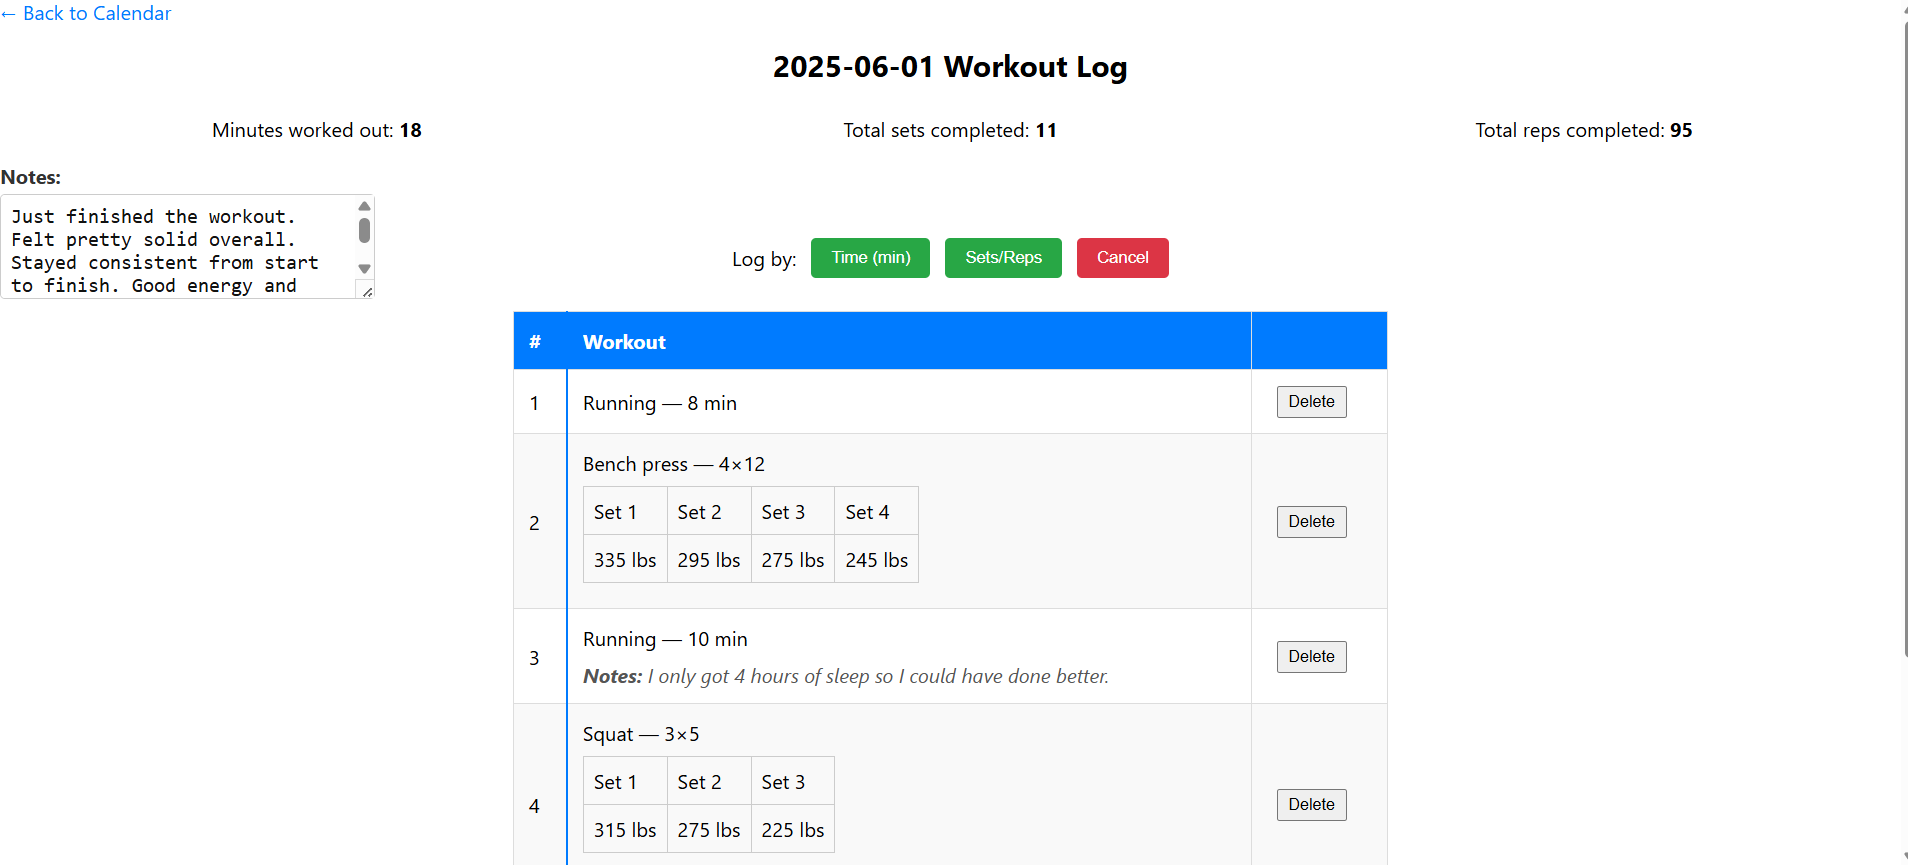 ← Back to Calendar
2025-06-01 Workout Log
Minutes worked out: 18
Total sets completed: 11
Total reps completed: 95
Notes:
Just finished the workout.
Felt pretty solid overall.
Stayed consistent from start
to finish. Good energy and
Log by: Time (min) Sets/Reps Cancel
# Workout
1 Running — 8 min Delete
Bench press — 4×12
Set 1 Set 2 Set 3 Set 4
2 Delete
335 lbs 295 lbs 275 lbs 245 lbs
Running — 10 min
3 Delete
Notes: I only got 4 hours of sleep so I could have done better.
Squat — 3×5
Set 1 Set 2 Set 3
4 Delete
315 lbs 275 lbs 225 lbs